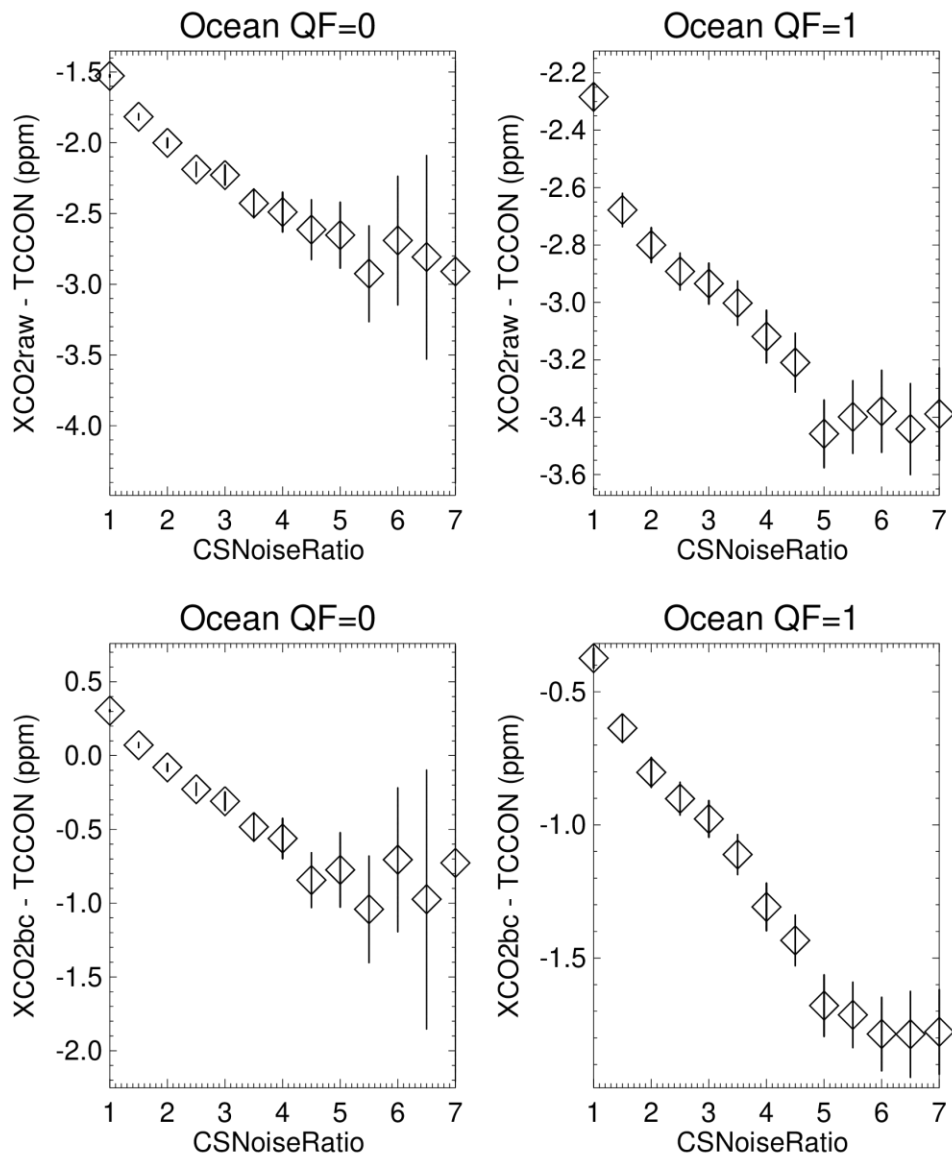 Ocean QF=0
XCO2raw - TCCON (ppm)
-1.5
-2.0
-2.5
-3.0
-3.5
-4.0
1 2 3 4 5 6 7
CSNoiseRatio
Ocean QF=1
XCO2raw - TCCON (ppm)
-2.2
-2.4
-2.6
-2.8
-3.0
-3.2
-3.4
-3.6
1 2 3 4 5 6 7
CSNoiseRatio
Ocean QF=0
XCO2bc - TCCON (ppm)
0.5
0.0
-0.5
-1.0
-1.5
-2.0
1 2 3 4 5 6 7
CSNoiseRatio
Ocean QF=1
XCO2bc - TCCON (ppm)
-0.5
-1.0
-1.5
1 2 3 4 5 6 7
CSNoiseRatio